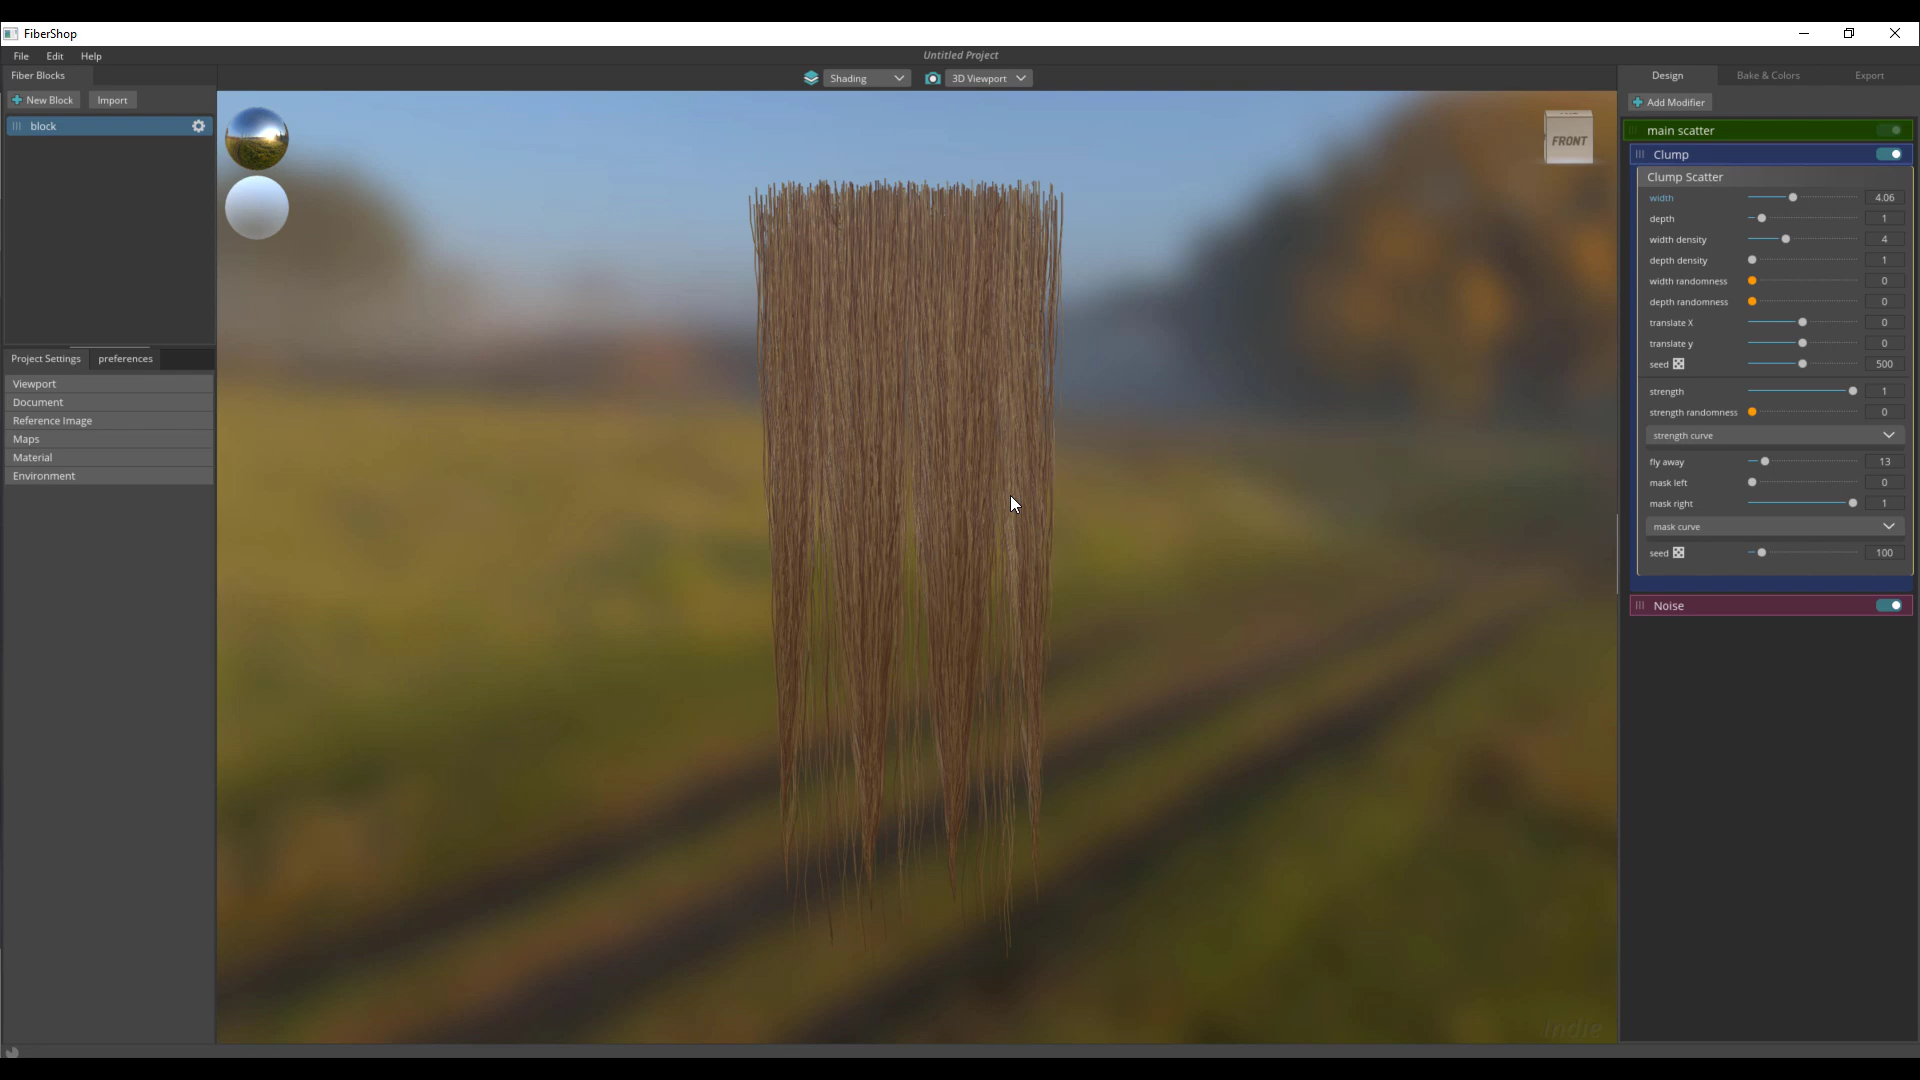 FiberShop
File Edit Help
Untitled Project
Fiber Blocks
Shading
3D Viewport
Design
Bake & Colors
Export
New Block
Import
Add Modifier
block
FRONT
main scatter
Clump
Clump Scatter
width 4.06
depth 1
width density 4
depth density 1
width randomness 0
depth randomness 0
translate X 0
translate y 0
seed 500
strength 1
strength randomness 0
strength curve
fly away 13
mask left 0
mask right 1
mask curve
seed 100
Noise
Project Settings
preferences
Viewport
Document
Reference Image
Maps
Material
Environment
Indie